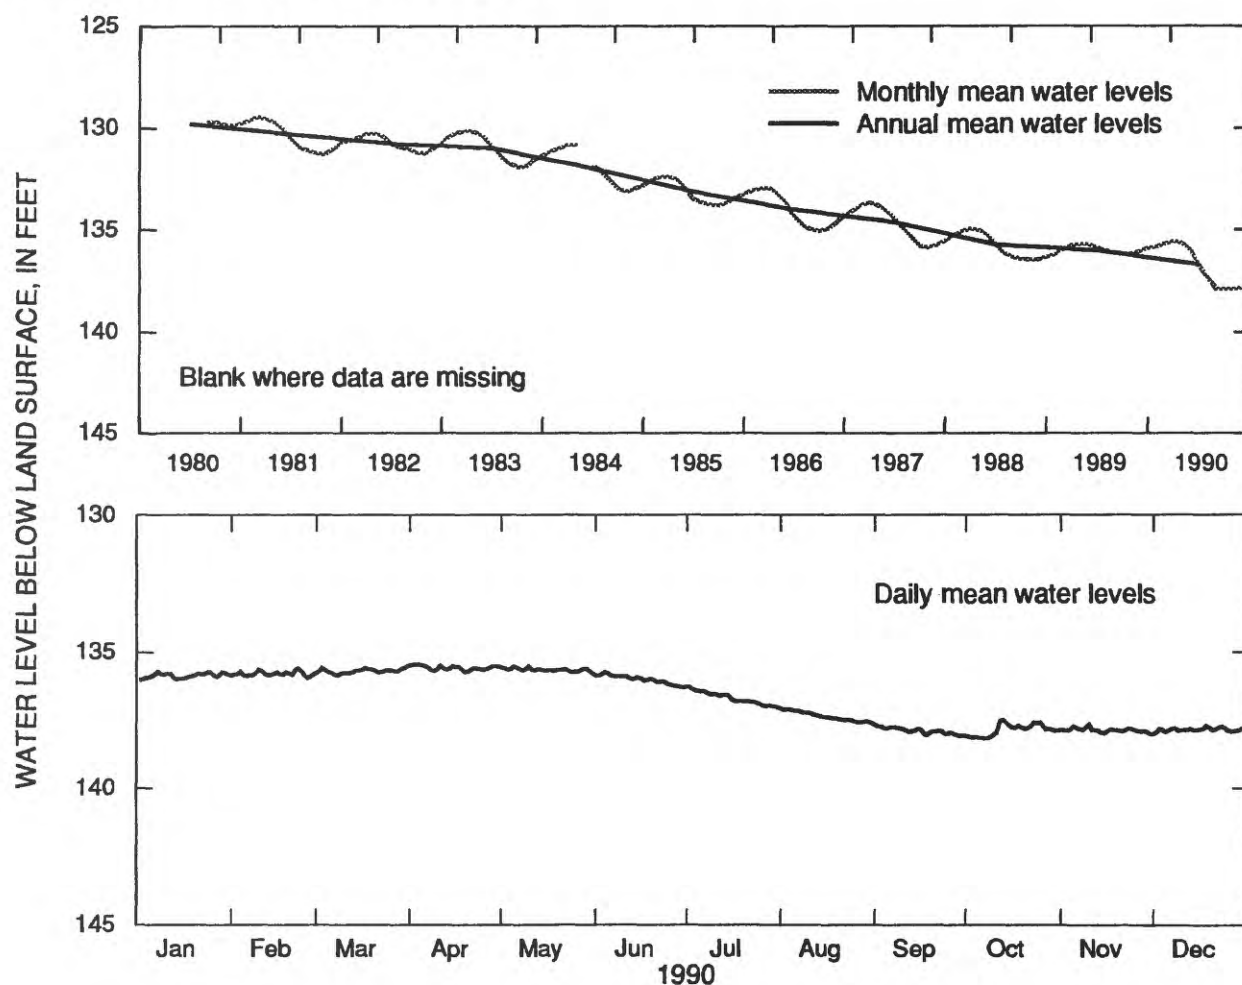 WATER LEVEL BELOW LAND SURFACE, IN FEET
125
130
135
140
145
Monthly mean water levels
Annual mean water levels
Blank where data are missing
1980 1981 1982 1983 1984 1985 1986 1987 1988 1989 1990
130
135
140
145
Daily mean water levels
Jan Feb Mar Apr May Jun Jul Aug Sep Oct Nov Dec
1990